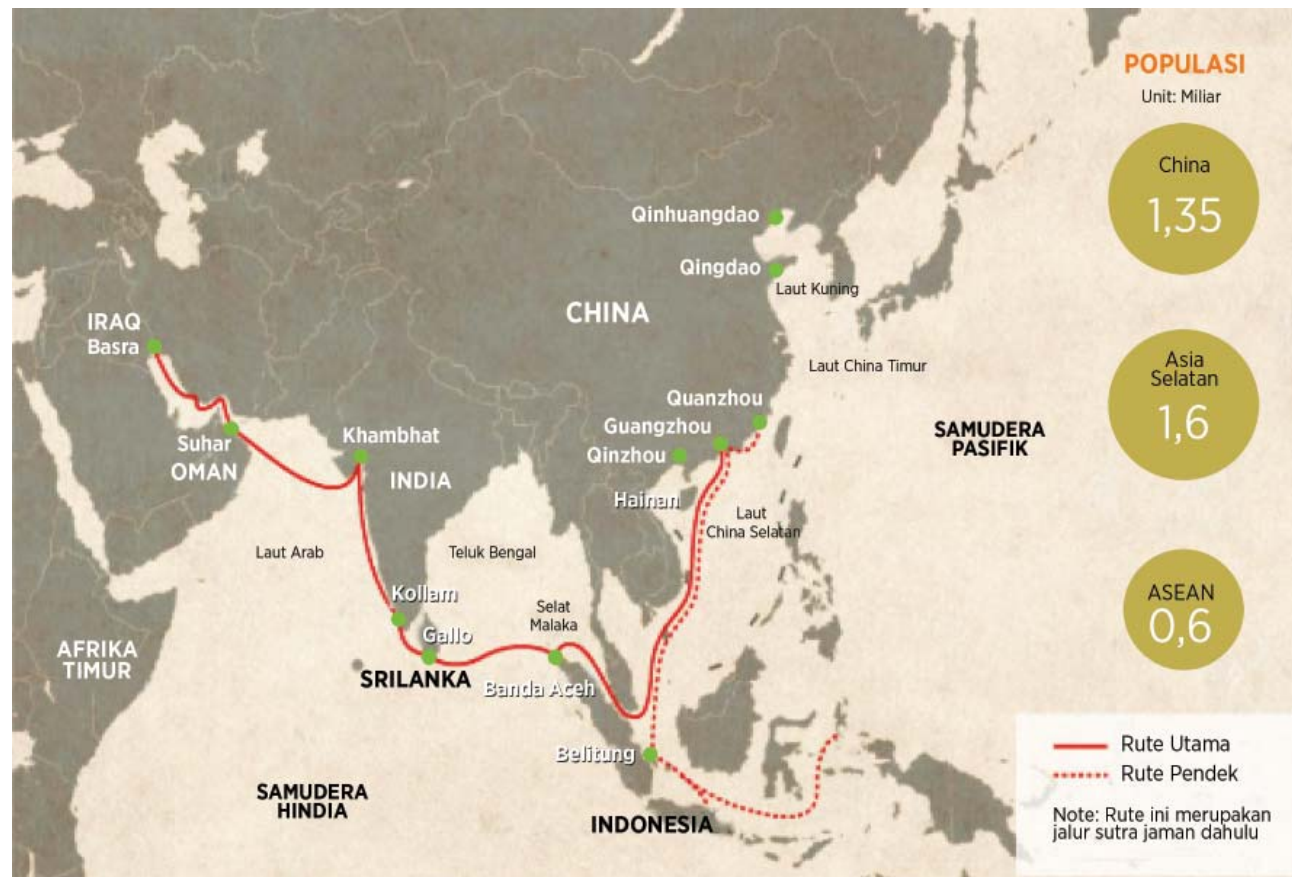 POPULASI
Unit: Miliar
China
1,35
Asia
Selatan
1,6
ASEAN
0,6
Qinhuangdao
Qingdao
Laut Kuning
CHINA
IRAQ
Basra
Laut China Timur
Quanzhou
Guangzhou
Qinzhou
Hainan
SAMUDERA
PASIFIK
Suhar
OMAN
Khambhat
INDIA
Laut
China Selatan
Laut Arab
Teluk Bengal
Kollam
Gallo
Selat
Malaka
AFRIKA
TIMUR
SRILANKA
Banda Aceh
Belitung
SAMUDERA
HINDIA
INDONESIA
Rute Utama
Rute Pendek
Note: Rute ini merupakan
jalur sutra jaman dahulu